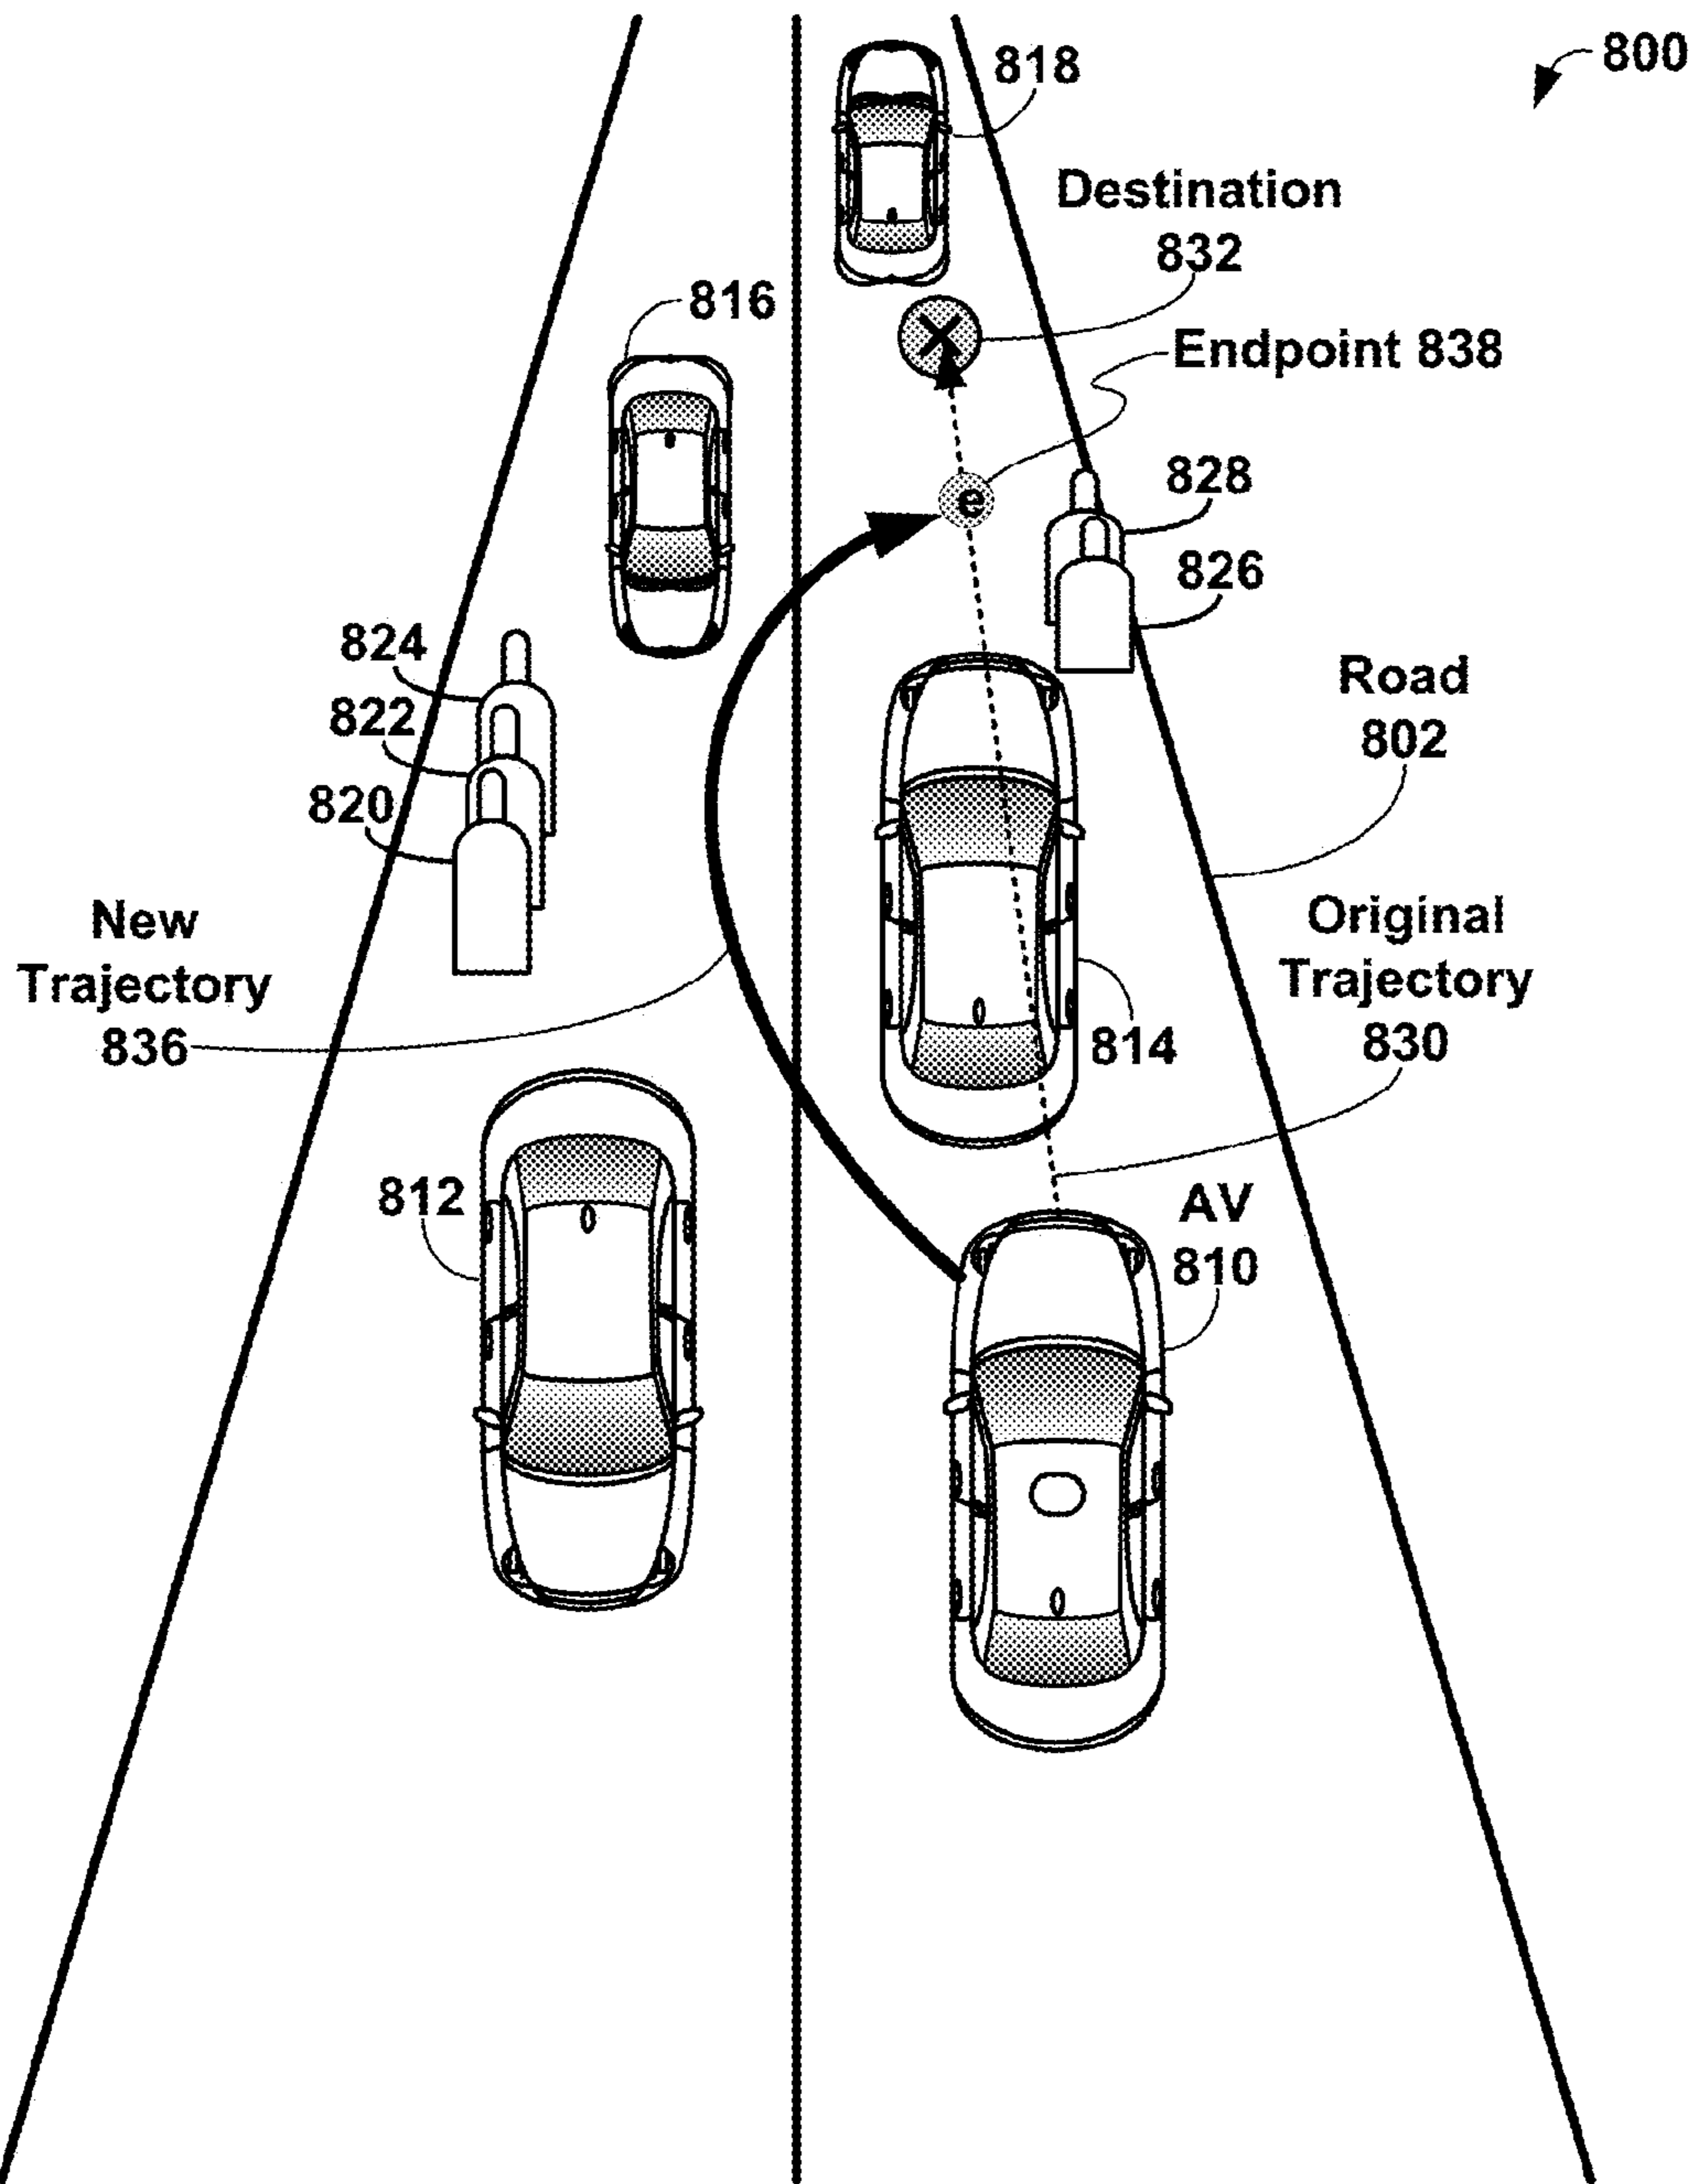 800
818
Destination
832
816
Endpoint 838
e
828
826
824
822
820
Road
802
New
Trajectory
836
Original
Trajectory
830
814
812
AV
810